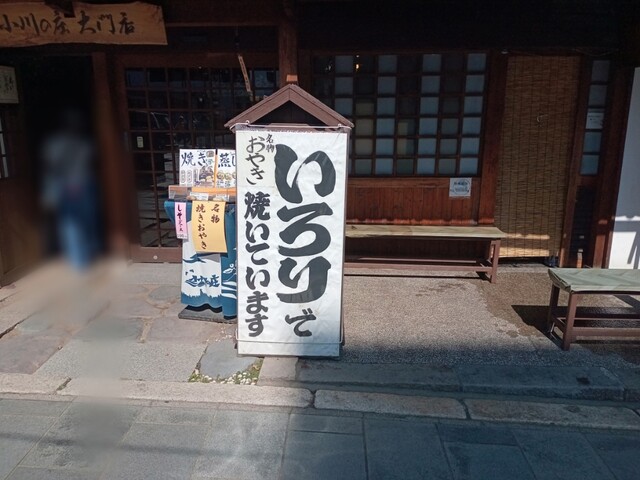 小川の庄大門店
名物
おやき
いろりで
焼いています
焼き
蒸
名物
焼きおやき